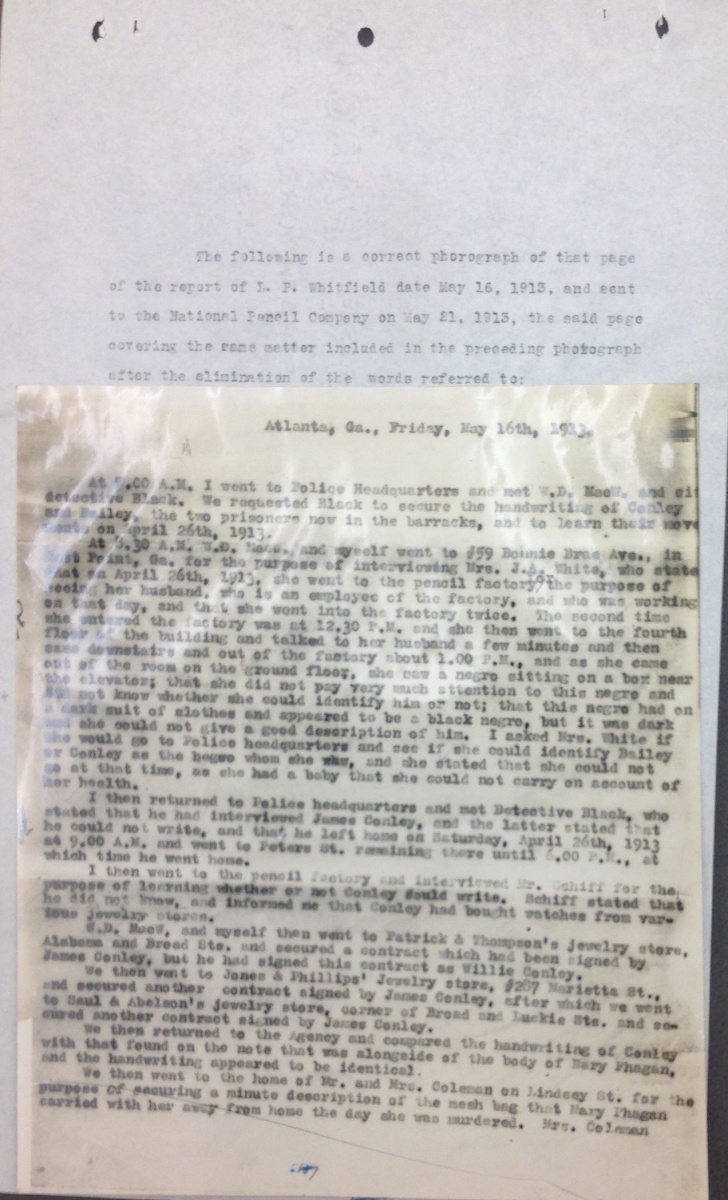 The following is a correct phorograph of that page
of the report of L. P. Whitfield date May 16, 1913, and sent
to the National Pencil Company on May 21, 1913, the said page
covering the same matter included in the preceding photograph
after the elimination of the words referred to:
Atlanta, Ga., Friday, May 16th, 1913.
At 9.00 A.M. I went to Police Headquarters and met W.D. MacW. and cit
detective Black. We requested Black to secure the handwriting of Conley
and Bailey, the two prisoners now in the barracks, and to learn their move
ments on April 26th, 1913.
At 9.30 A.M. W.D. MacW. and myself went to #59 Bonnie Brae Ave., in
Point, Ga. for the purpose of interviewing Mrs. J.A. White, who state
that on April 26th, 1913, she went to the pencil factory the purpose of
seeing her husband, who is an employee of the factory, and who was working
on that day, and that she went into the factory twice. The second time
she entered the factory was at 12.30 P.M. and she then went to the fourth
floor of the building and talked to her husband a few minutes and then
came downstairs and out of the factory about 1.00 P.M., and as she came
out of the room on the ground floor, she saw a negro sitting on a box near
the elevator; that she did not pay very much attention to this negro and
did not know whether she could identify him or not; that this negro had on
a dark suit of clothes and appeared to be a black negro, but it was dark
and she could not give a good description of him. I asked Mrs. White if
she would go to Police headquarters and see if she could identify Bailey
or Conley as the negro whom she saw, and she stated that she could not
go at that time, as she had a baby that she could not carry on account of
her health.
I then returned to Police headquarters and met Detective Black, who
stated that he had interviewed James Conley, and the latter stated that
he could not write, and that he left home on Saturday, April 26th, 1913
at 9.00 A.M. and went to Peters St. remaining there until 6.00 P.M., at
which time he went home.
I then went to the pencil factory and interviewed Mr. Schiff for the
purpose of learning whether or not Conley could write. Schiff stated that
he did not know, and informed me that Conley had bought watches from var-
ious jewelry stores.
W.D. MacW. and myself then went to Patrick & Thompson's jewelry store,
Alabama and Broad Sts. and secured a contract which had been signed by
James Conley, but he had signed this contract as Willie Conley.
We then went to Jones & Phillips' Jewelry store, #207 Marietta St.,
and secured another contract signed by James Conley, after which we went
to Saul & Abelson's jewelry store, corner of Broad and Luckie Sts. and se-
cured another contract signed by James Conley.
We then returned to the Agency and compared the handwriting of Conley
with that found on the note that was alongside of the body of Mary Phagan,
and the handwriting appeared to be identical.
We then went to the home of Mr. and Mrs. Coleman on Lindsey St. for the
purpose of securing a minute description of the mesh bag that Mary Phagan
carried with her away from home the day she was murdered. Mrs. Coleman